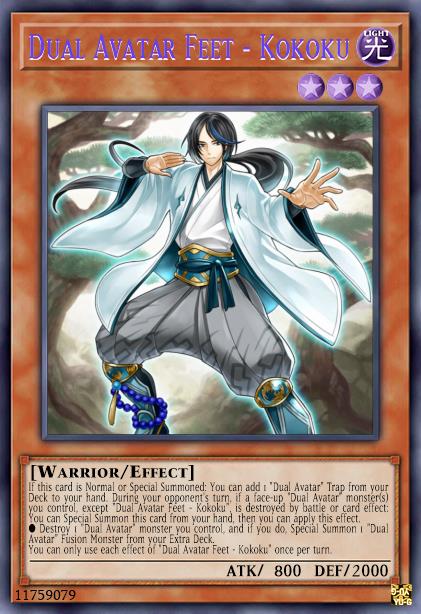 DUAL AVATAR FEET - KOKOKU
LIGHT
光
[WARRIOR/EFFECT]
If this card is Normal or Special Summoned: You can add 1 "Dual Avatar" Trap from your
Deck to your hand. During your opponent's turn, if a face-up "Dual Avatar" monster(s)
you control, except "Dual Avatar Feet - Kokoku", is destroyed by battle or card effect:
You can Special Summon this card from your hand, then you can apply this effect.
● Destroy 1 "Dual Avatar" monster you control, and if you do, Special Summon 1 "Dual
Avatar" Fusion Monster from your Extra Deck.
You can only use each effect of "Dual Avatar Feet - Kokoku" once per turn.
ATK/ 800 DEF/2000
11759079